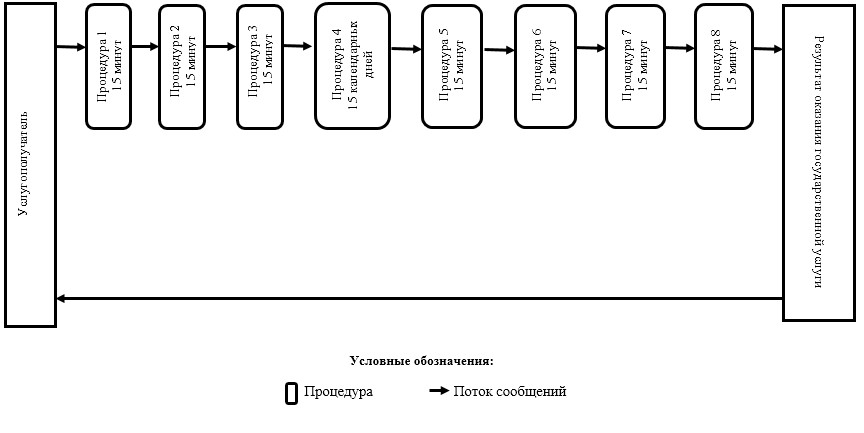 Услугополучатель
Процедура 1
15 минут
Процедура 2
15 минут
Процедура 3
15 минут
Процедура 4
15 календарных
дней
Процедура 5
15 минут
Процедура 6
15 минут
Процедура 7
15 минут
Процедура 8
15 минут
Результат оказания государственной услуги
Условные обозначения:
Процедура
Поток сообщений